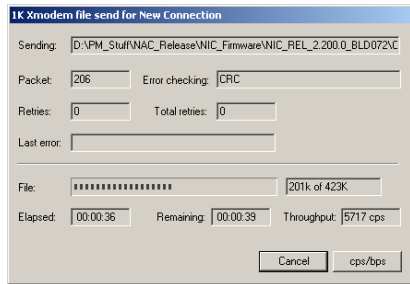 1K Xmodem file send for New Connection
Sending: D:\PM_Stuff\NAC_Release\NIC_Firmware\NIC_REL_2.200.0_BLD072\C
Packet: 206 Error checking: CRC
Retries: 0 Total retries: 0
Last error:
File: 201k of 423K
Elapsed: 00:00:36 Remaining: 00:00:39 Throughput: 5717 cps
Cancel cps/bps